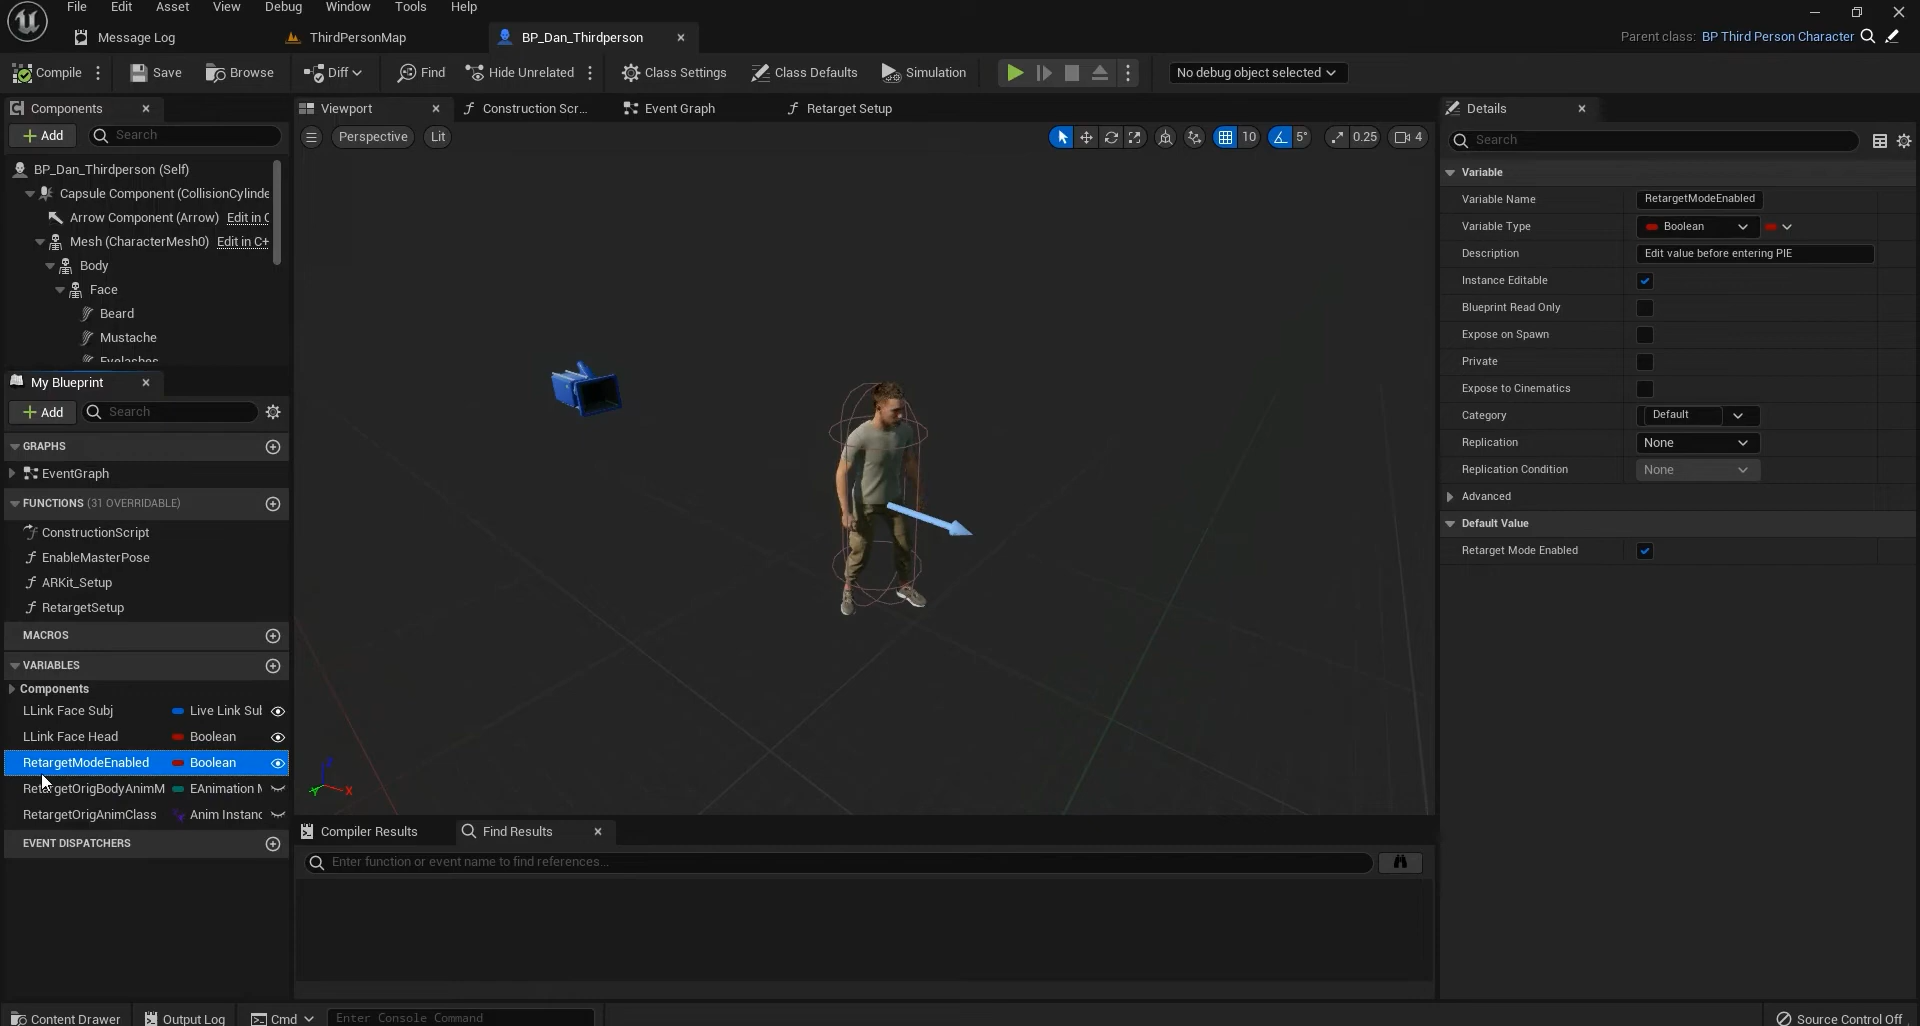 File Edit Asset View Debug Window Tools Help
Message Log ThirdPersonMap BP_Dan_Thirdperson Parent class: BP Third Person Character
Compile Save Browse Diff Find Hide Unrelated Class Settings Class Defaults Simulation No debug object selected
Components
Add Search
BP_Dan_Thirdperson (Self)
Capsule Component (CollisionCylinde
Arrow Component (Arrow) Edit in C
Mesh (CharacterMesh0) Edit in C+
Body
Face
Beard
Mustache
Eyelashes
My Blueprint
Add Search
GRAPHS
EventGraph
FUNCTIONS (31 OVERRIDABLE)
ConstructionScript
EnableMasterPose
ARKit_Setup
RetargetSetup
MACROS
VARIABLES
Components
LLink Face Subj Live Link Sub
LLink Face Head Boolean
RetargetModeEnabled Boolean
RetargetOrigBodyAnimM EAnimation M
RetargetOrigAnimClass Anim Instanc
EVENT DISPATCHERS
Viewport Construction Scr... Event Graph Retarget Setup
Perspective Lit 10 5° 0.25 4
Z
X
Y
Compiler Results Find Results
Enter function or event name to find references...
Details
Search
Variable
Variable Name RetargetModeEnabled
Variable Type Boolean
Description Edit value before entering PIE
Instance Editable
Blueprint Read Only
Expose on Spawn
Private
Expose to Cinematics
Category Default
Replication None
Replication Condition None
Advanced
Default Value
Retarget Mode Enabled
Content Drawer Output Log Cmd Enter Console Command Source Control Off